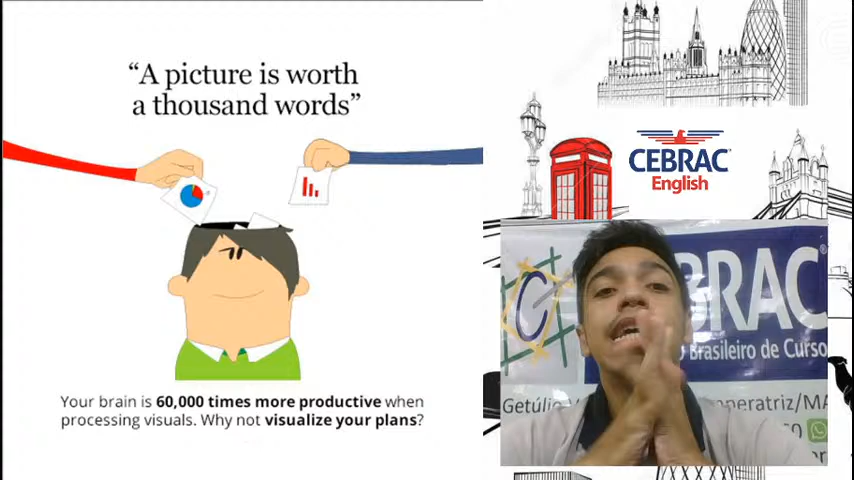 “A picture is worth
a thousand words”
Your brain is 60,000 times more productive when
processing visuals. Why not visualize your plans?
CEBRAC
English
BRAC
Brasileiro de Curso
Getúlio
mperatriz/MA